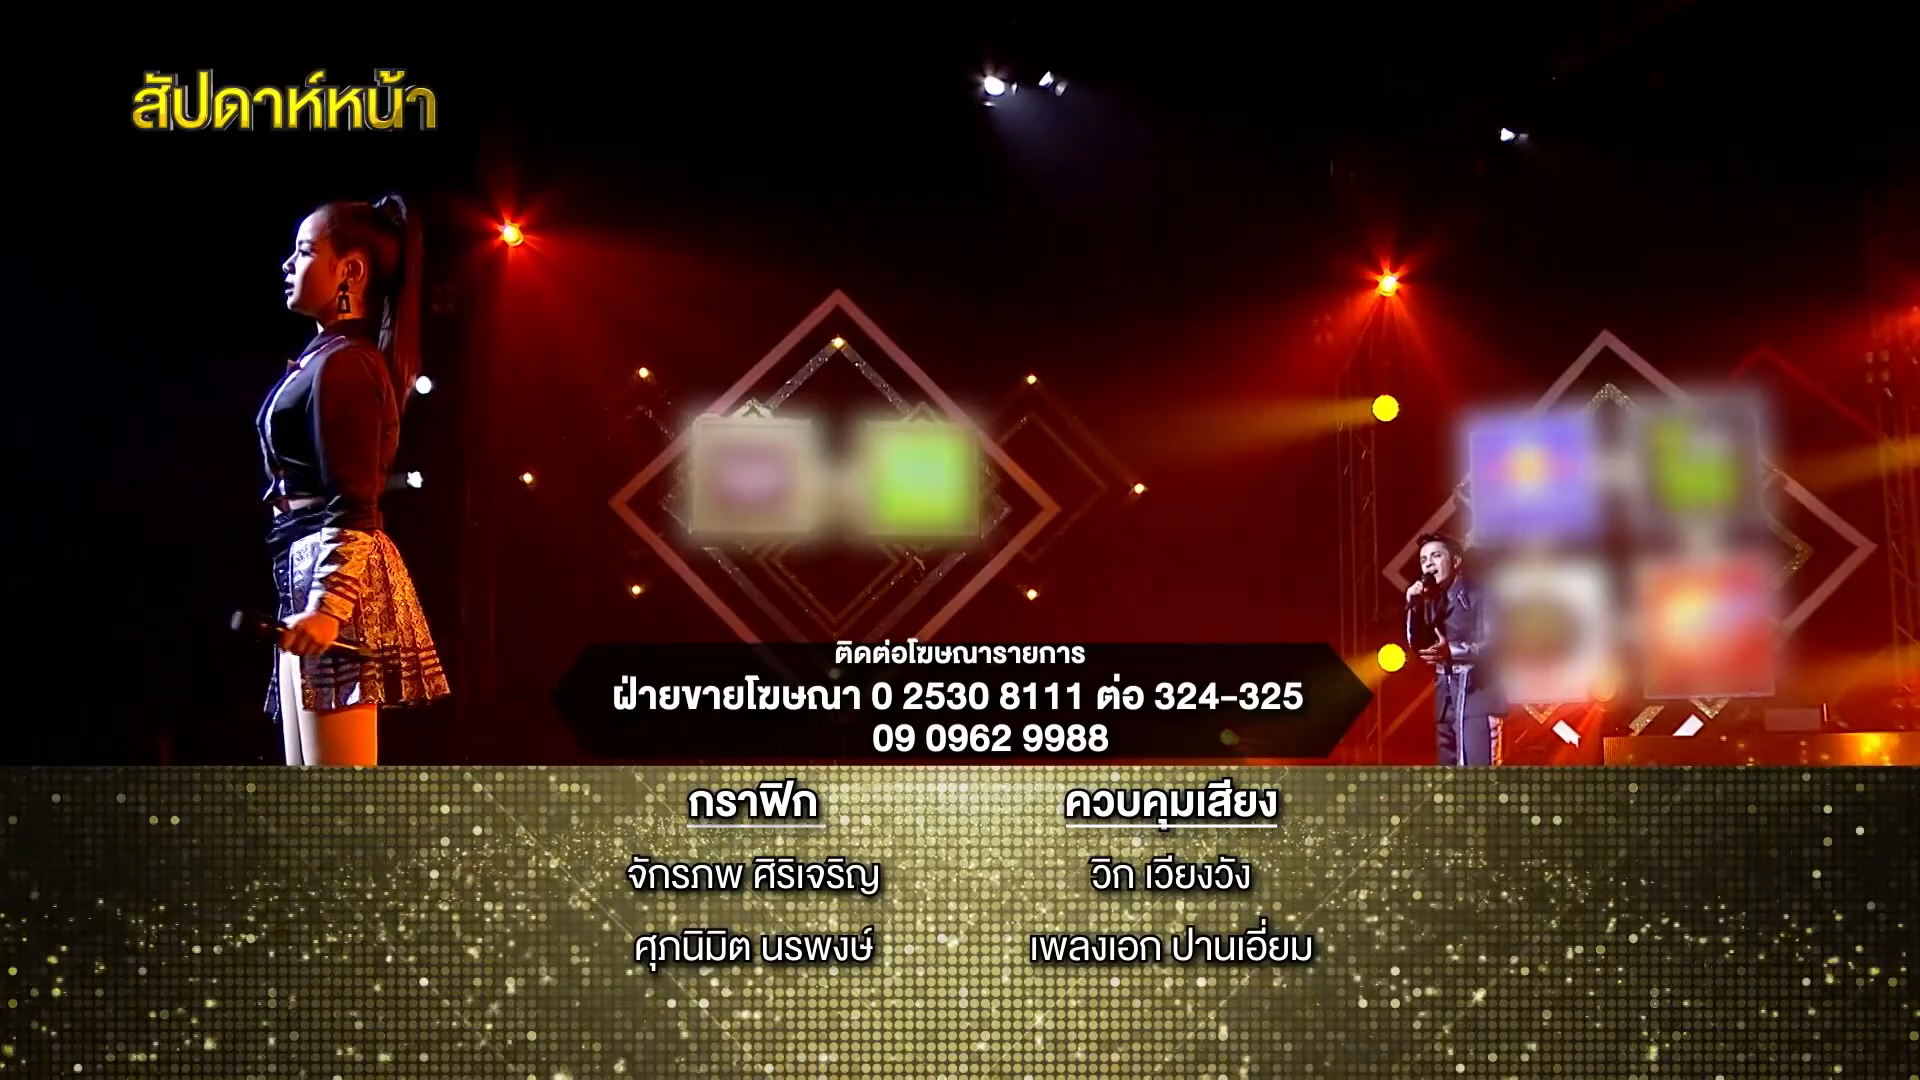 สัปดาห์หน้า
ติดต่อโฆษณารายการ
ฝ่ายขายโฆษณา 0 2530 8111 ต่อ 324-325
09 0962 9988
กราฟิก
ควบคุมเสียง
จักรภพ ศิริเจริญ
วิก เวียงวัง
ศุภนิมิต นรพงษ์
เพลงเอก ปานเอี่ยม